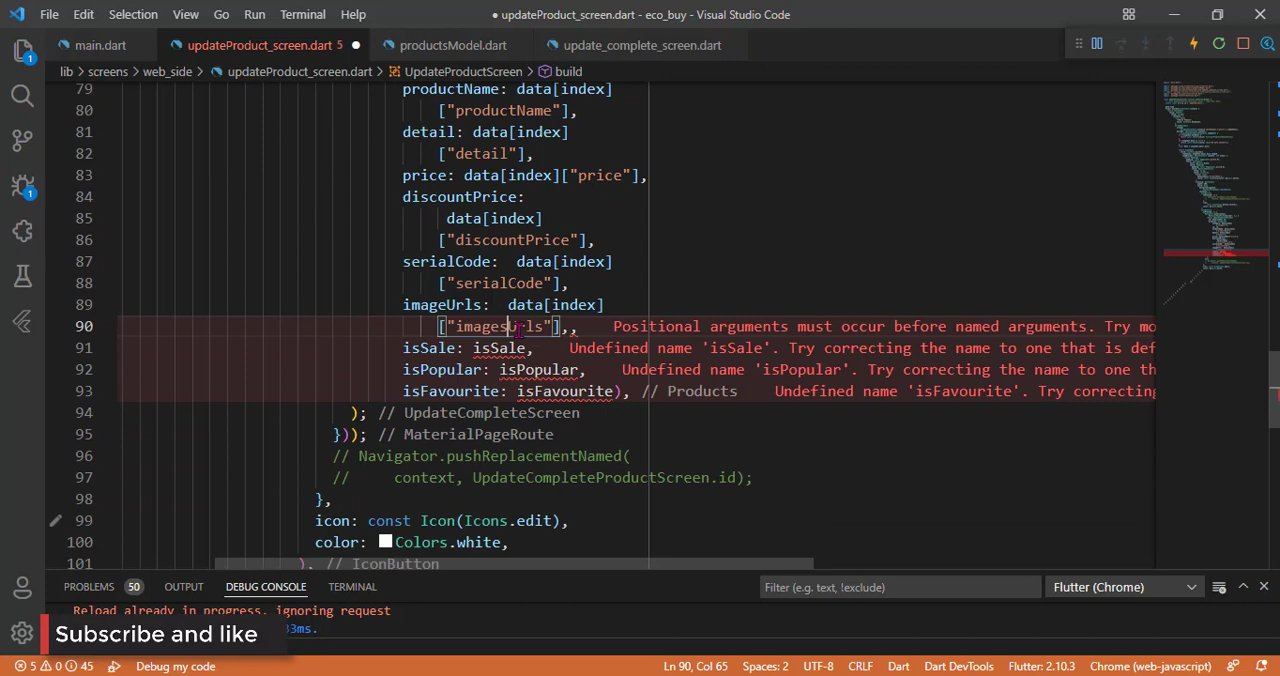 File Edit Selection View Go Run Terminal Help
● updateProduct_screen.dart - eco_buy - Visual Studio Code
main.dart updateProduct_screen.dart 5 ● productsModel.dart update_complete_screen.dart
lib > screens > web_side > updateProduct_screen.dart > UpdateProductScreen > build
79 productName: data[index]
80 ["productName"],
81 detail: data[index]
82 ["detail"],
83 price: data[index]["price"],
84 discountPrice:
85 data[index]
86 ["discountPrice"],
87 serialCode:  data[index]
88 ["serialCode"],
89 imageUrls:  data[index]
90 ["imagesUrls"],, Positional arguments must occur before named arguments. Try mo
91 isSale: isSale, Undefined name 'isSale'. Try correcting the name to one that is def
92 isPopular: isPopular, Undefined name 'isPopular'. Try correcting the name to one th
93 isFavourite: isFavourite), // Products Undefined name 'isFavourite'. Try correcting
94 ); // UpdateCompleteScreen
95 })); // MaterialPageRoute
96 // Navigator.pushReplacementNamed(
97 //     context, UpdateCompleteProductScreen.id);
98 },
99 icon: const Icon(Icons.edit),
100 color: Colors.white,
101 ), // IconButton
1
1
PROBLEMS 50 OUTPUT DEBUG CONSOLE TERMINAL Filter (e.g. text, !exclude) Flutter (Chrome)
Reload already in progress, ignoring request
33ms.
Subscribe and like
5 0 45 Debug my code Ln 90, Col 65 Spaces: 2 UTF-8 CRLF Dart Dart DevTools Flutter: 2.10.3 Chrome (web-javascript)